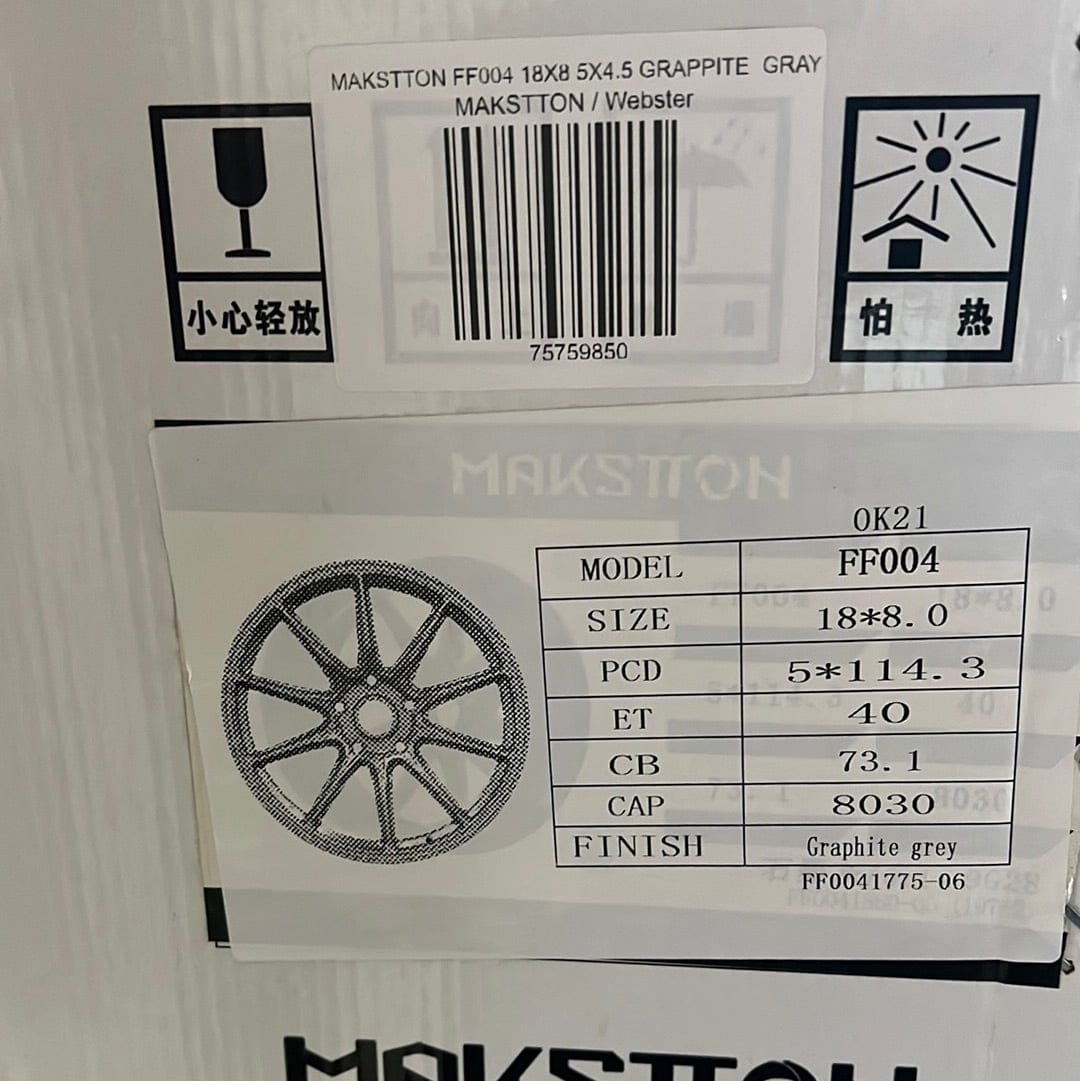 MAKSTTON FF004 18X8 5X4.5 GRAPPITE GRAY
MAKSTTON / Webster
75759850
小心轻放
怕热
MAKSTTON
OK21
MODEL FF004
SIZE 18*8.0
PCD 5*114.3
ET 40
CB 73.1
CAP 8030
FINISH Graphite grey
FF0041775-06
MAKSTTON